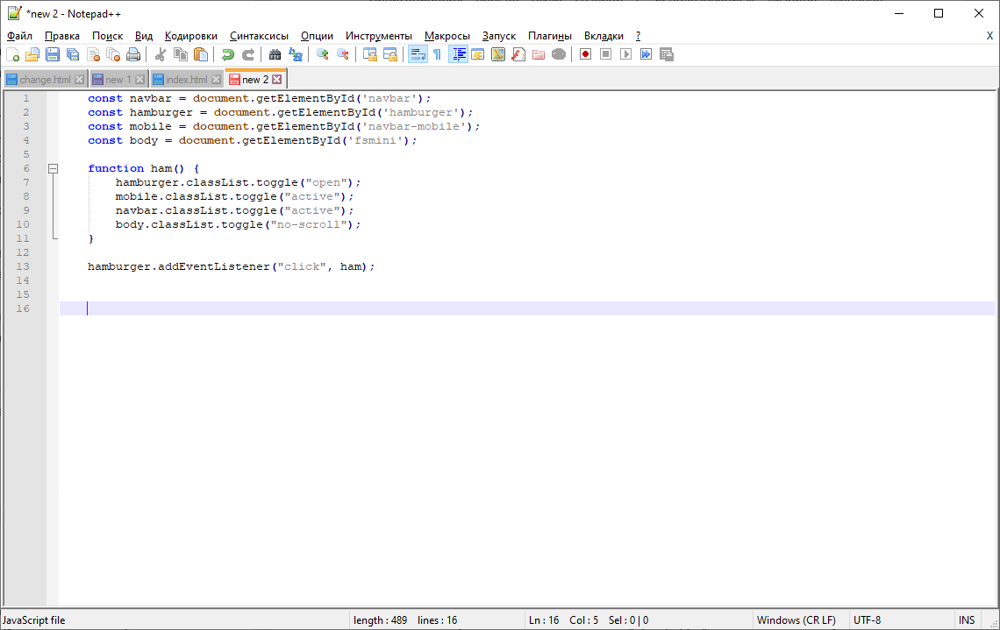 *new 2 - Notepad++
Файл Правка Поиск Вид Кодировки Синтаксисы Опции Инструменты Макросы Запуск Плагины Вкладки ? X
change.html new 1 index.html new 2
1 const navbar = document.getElementById('navbar');
2 const hamburger = document.getElementById('hamburger');
3 const mobile = document.getElementById('navbar-mobile');
4 const body = document.getElementById('fsmini');
5
6 function ham() {
7 hamburger.classList.toggle("open");
8 mobile.classList.toggle("active");
9 navbar.classList.toggle("active");
10 body.classList.toggle("no-scroll");
11 }
12
13 hamburger.addEventListener("click", ham);
14
15
16
JavaScript file length : 489 lines : 16 Ln : 16 Col : 5 Sel : 0 | 0 Windows (CR LF) UTF-8 INS